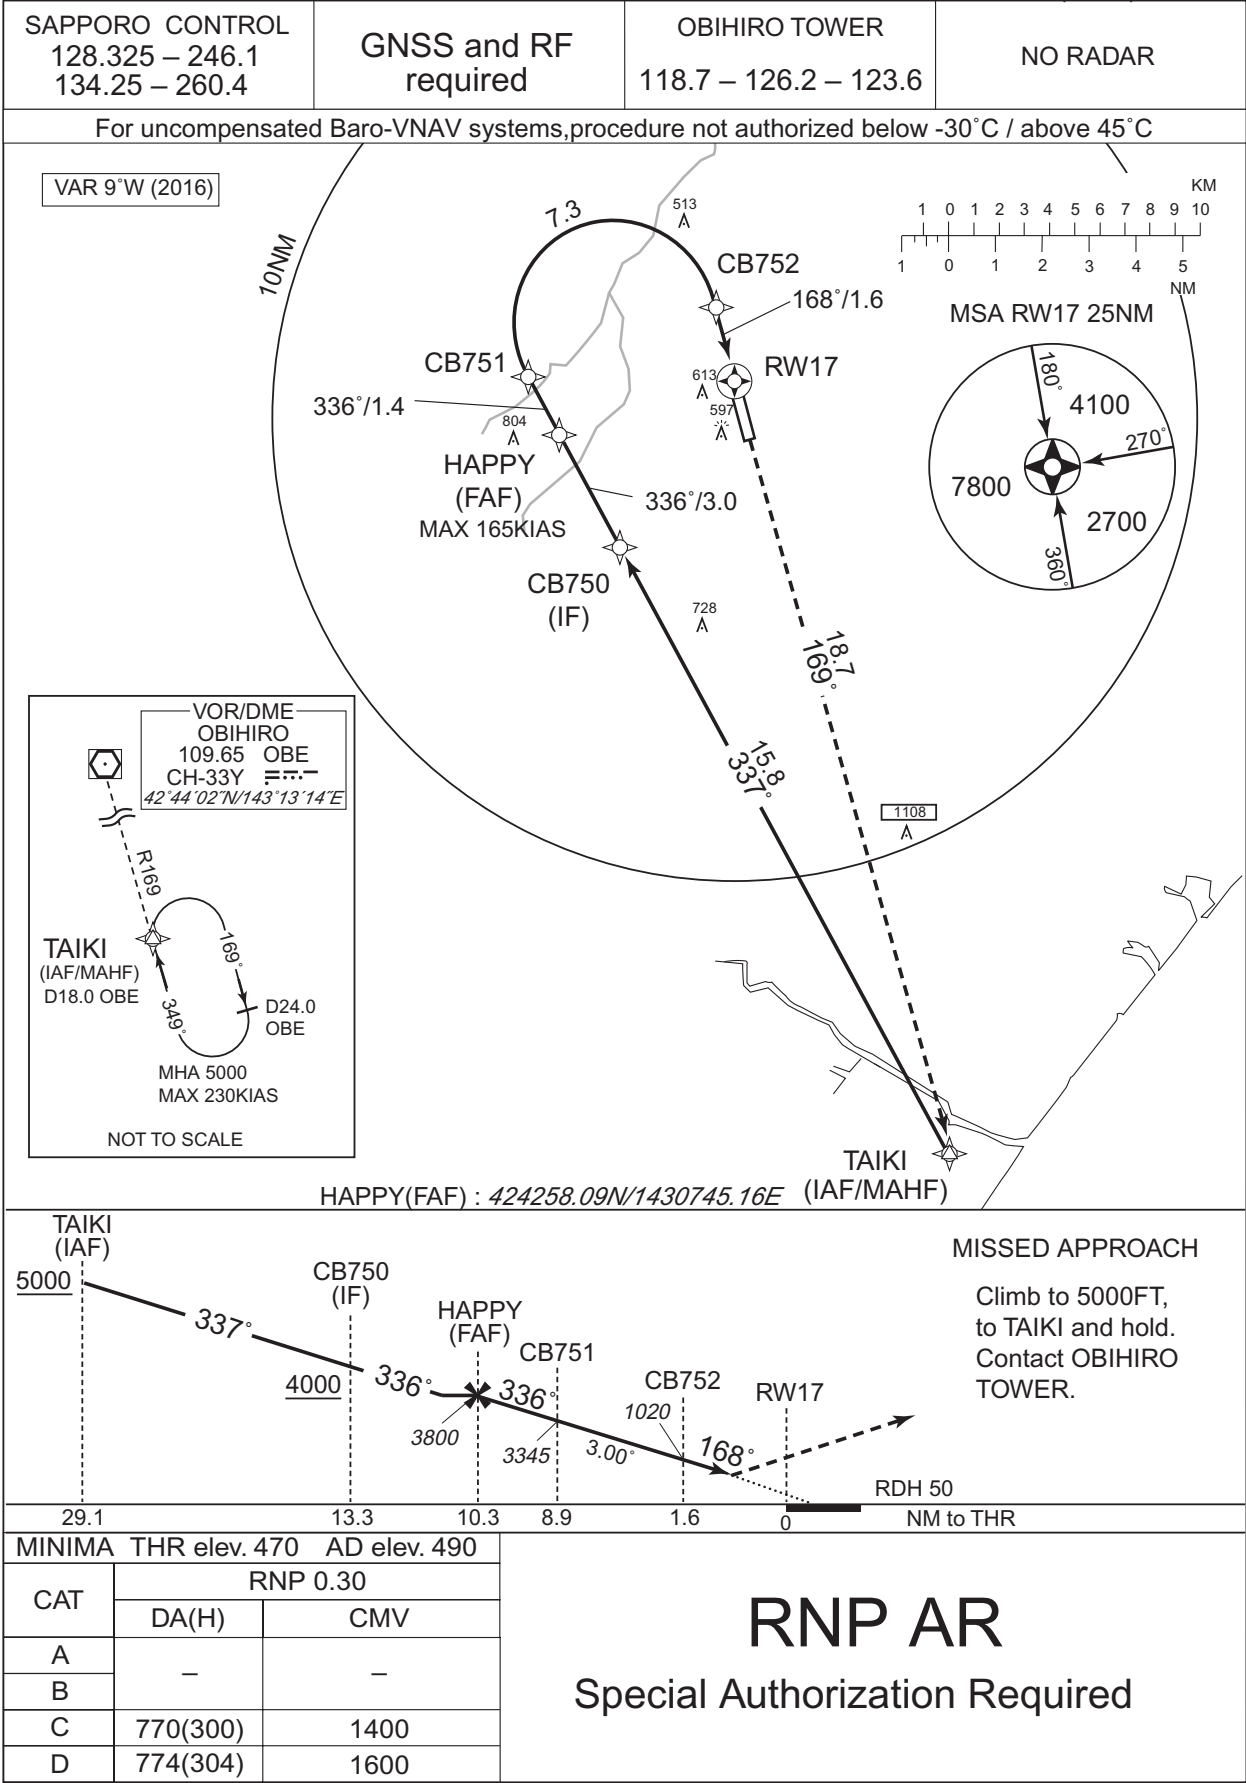 SAPPORO CONTROL
128.325 – 246.1
134.25 – 260.4
GNSS and RF
required
OBIHIRO TOWER
118.7 – 126.2 – 123.6
NO RADAR
For uncompensated Baro-VNAV systems,procedure not authorized below -30˚C / above 45˚C
VAR 9˚W (2016)
10NM
7.3
513
CB752
168˚/1.6
KM
1 0 1 2 3 4 5 6 7 8 9 10
1 0 1 2 3 4 5
NM
MSA RW17 25NM
180˚
4100
270˚
7800
2700
360˚
CB751
613
RW17
597
336˚/1.4
804
HAPPY
(FAF)
MAX 165KIAS
336˚/3.0
CB750
(IF)
728
18.7
169˚
15.8
337˚
1108
VOR/DME
OBIHIRO
109.65 OBE
CH-33Y
42˚44´02˝N/143˚13´14˝E
R169
TAIKI
(IAF/MAHF)
D18.0 OBE
169˚
349˚
D24.0
OBE
MHA 5000
MAX 230KIAS
NOT TO SCALE
TAIKI
(IAF/MAHF)
HAPPY(FAF) : 424258.09N/1430745.16E
TAIKI
(IAF)
5000
337˚
CB750
(IF)
4000
336˚
HAPPY
(FAF)
3800
336˚
CB751
3345
3.00˚
CB752
1020
168˚
RW17
RDH 50
29.1 13.3 10.3 8.9 1.6 0 NM to THR
MISSED APPROACH
Climb to 5000FT,
to TAIKI and hold.
Contact OBIHIRO
TOWER.
MINIMA THR elev. 470 AD elev. 490
CAT
RNP 0.30
DA(H) CMV
A
B
– –
C 770(300) 1400
D 774(304) 1600
RNP AR
Special Authorization Required